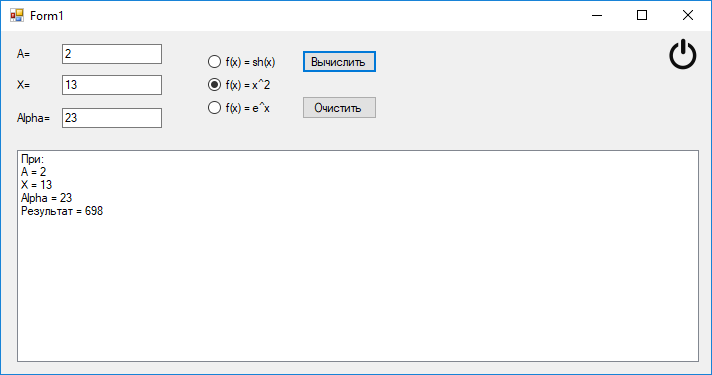 Form1
A=
2
X=
13
Alpha=
23
f(x) = sh(x)
f(x) = x^2
f(x) = e^x
Вычислить
Очистить
При:
A = 2
X = 13
Alpha = 23
Результат = 698